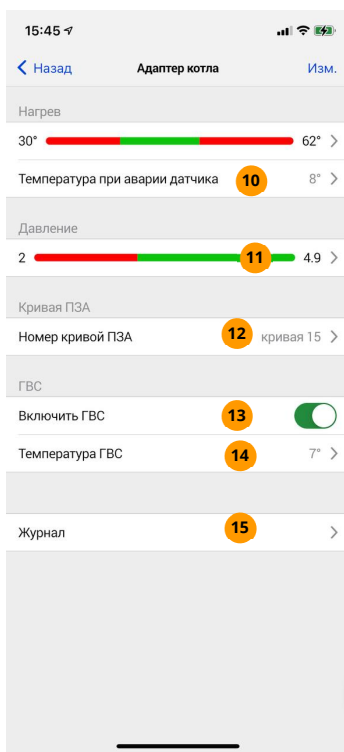 15:45
Назад Адаптер котла Изм.
Нагрев
30° 62°
Температура при аварии датчика 10 8°
Давление
2 11 4.9
Кривая ПЗА
Номер кривой ПЗА 12 кривая 15
ГВС
Включить ГВС 13
Температура ГВС 14 7°
Журнал 15